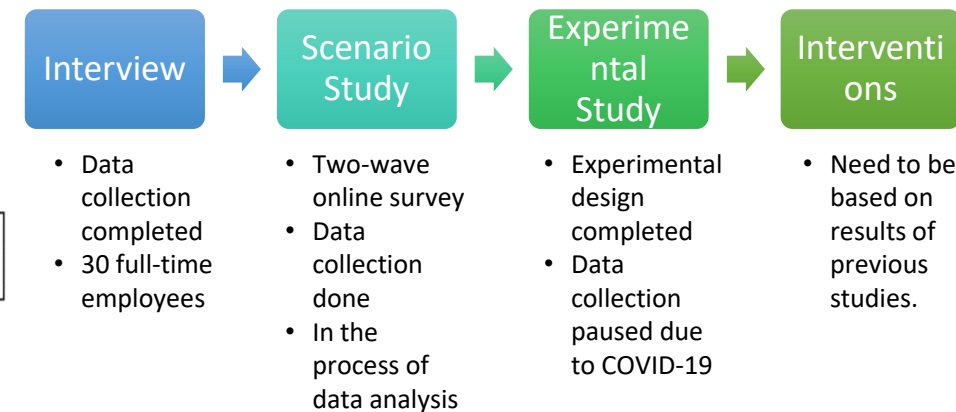 Interview
• Data
collection
completed
• 30 full-time
employees
Scenario
Study
• Two-wave
online survey
• Data
collection
done
• In the
process of
data analysis
Experime
ntal
Study
• Experimental
design
completed
• Data
collection
paused due
to COVID-19
Interventi
ons
• Need to be
based on
results of
previous
studies.